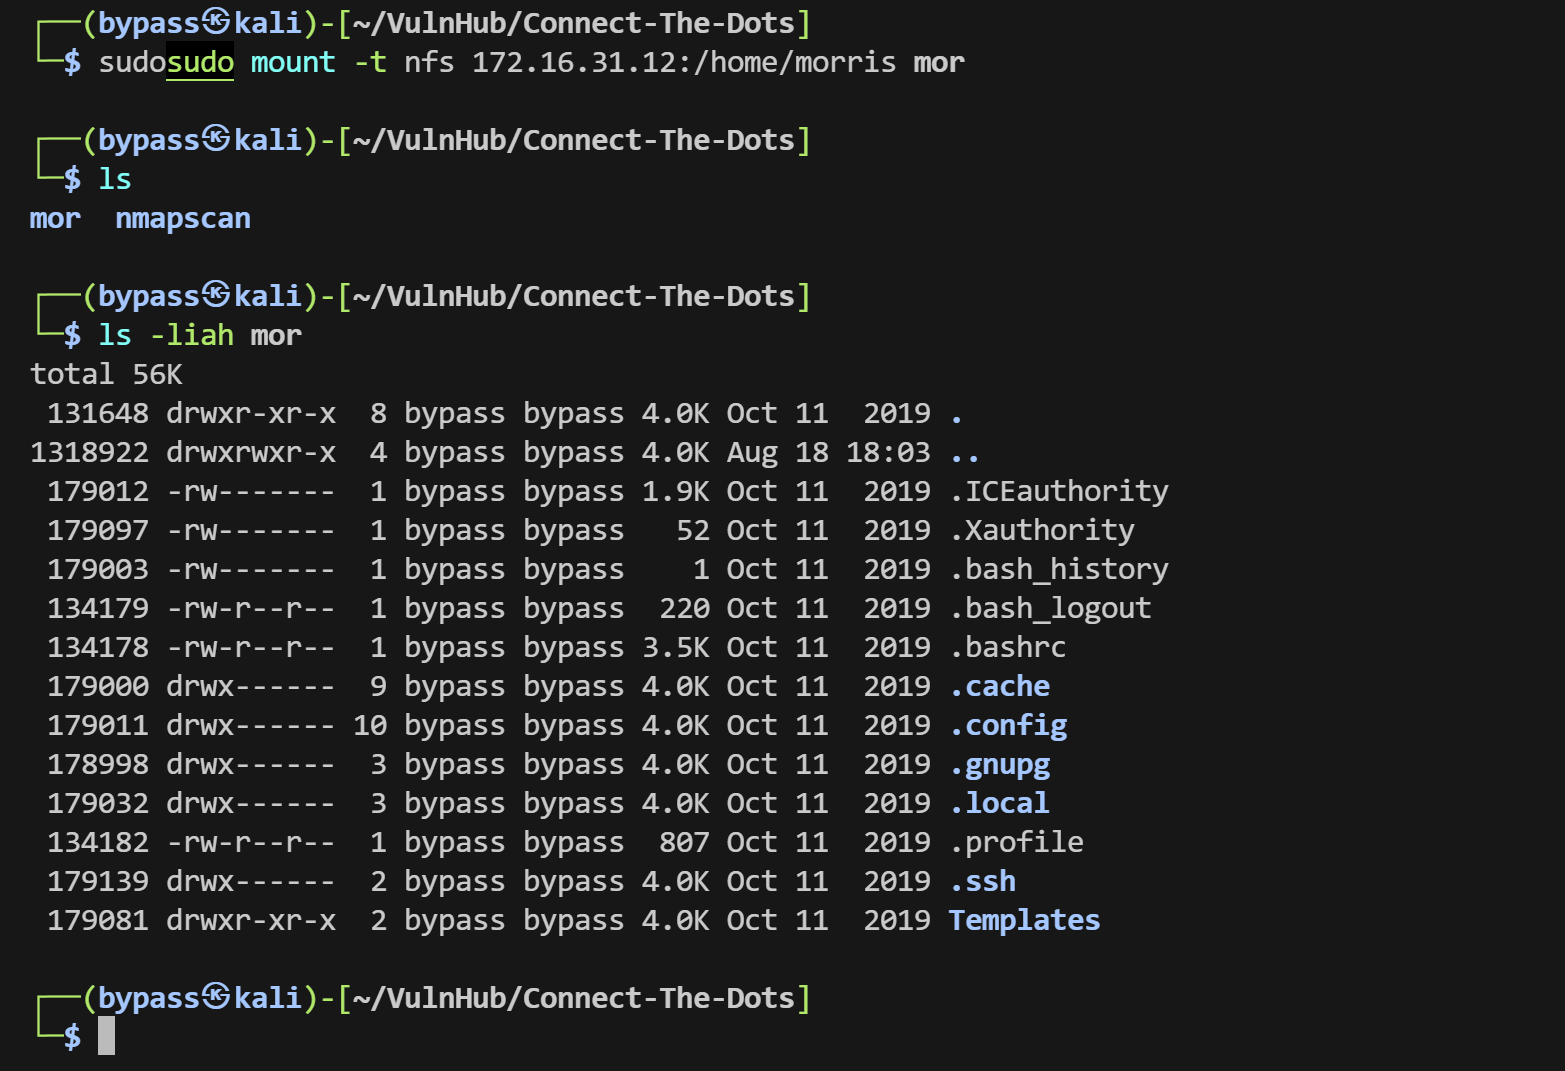 ┌──(bypass㉿kali)-[~/VulnHub/Connect-The-Dots]
└─$ sudosudo mount -t nfs 172.16.31.12:/home/morris mor
┌──(bypass㉿kali)-[~/VulnHub/Connect-The-Dots]
└─$ ls
mor  nmapscan
┌──(bypass㉿kali)-[~/VulnHub/Connect-The-Dots]
└─$ ls -liah mor
total 56K
 131648 drwxr-xr-x  8 bypass bypass 4.0K Oct 11  2019 .
1318922 drwxrwxr-x  4 bypass bypass 4.0K Aug 18 18:03 ..
 179012 -rw-------  1 bypass bypass 1.9K Oct 11  2019 .ICEauthority
 179097 -rw-------  1 bypass bypass   52 Oct 11  2019 .Xauthority
 179003 -rw-------  1 bypass bypass    1 Oct 11  2019 .bash_history
 134179 -rw-r--r--  1 bypass bypass  220 Oct 11  2019 .bash_logout
 134178 -rw-r--r--  1 bypass bypass 3.5K Oct 11  2019 .bashrc
 179000 drwx------  9 bypass bypass 4.0K Oct 11  2019 .cache
 179011 drwx------ 10 bypass bypass 4.0K Oct 11  2019 .config
 178998 drwx------  3 bypass bypass 4.0K Oct 11  2019 .gnupg
 179032 drwx------  3 bypass bypass 4.0K Oct 11  2019 .local
 134182 -rw-r--r--  1 bypass bypass  807 Oct 11  2019 .profile
 179139 drwx------  2 bypass bypass 4.0K Oct 11  2019 .ssh
 179081 drwxr-xr-x  2 bypass bypass 4.0K Oct 11  2019 Templates
┌──(bypass㉿kali)-[~/VulnHub/Connect-The-Dots]
└─$